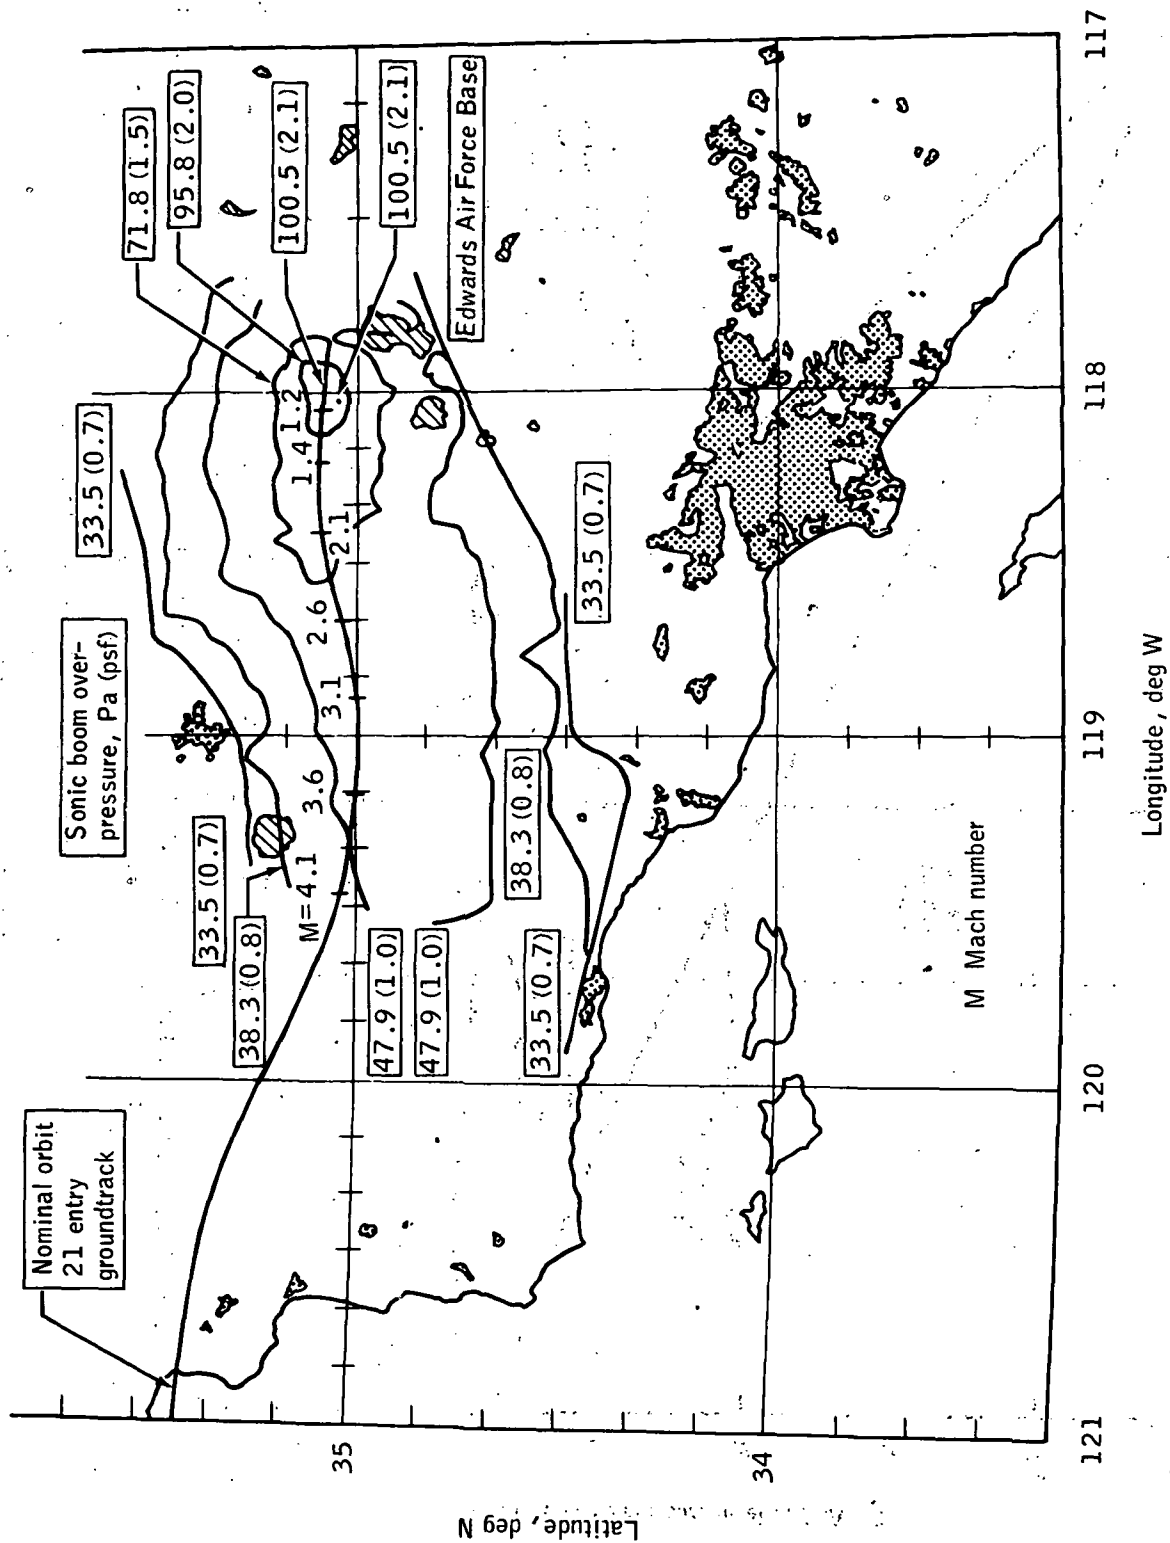 Nominal orbit
21 entry
groundtrack
Sonic boom over-
pressure, Pa (psf)
33.5 (0.7)
71.8 (1.5)
95.8 (2.0)
100.5 (2.1)
100.5 (2.1)
Edwards Air Force Base
33.5 (0.7)
38.3 (0.8)
M=4.1
3.6
3.1
2.6
2.1
1.4
1.2
47.9 (1.0)
47.9 (1.0)
38.3 (0.8)
33.5 (0.7)
33.5 (0.7)
M Mach number
35
34
Latitude, deg N
121
120
119
118
117
Longitude, deg W